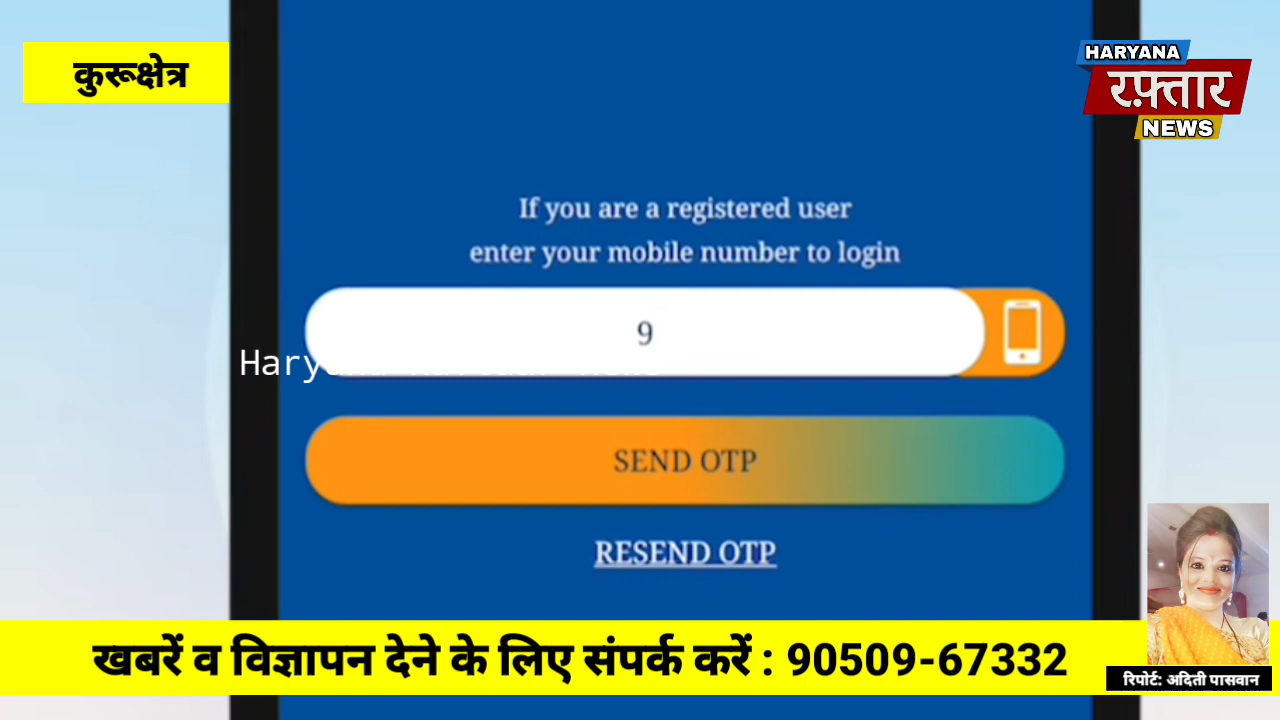 कुरूक्षेत्र
HARYANA
रफ़्तार
NEWS
If you are a registered user
enter your mobile number to login
9
SEND OTP
RESEND OTP
खबरें व विज्ञापन देने के लिए संपर्क करें : 90509-67332
रिपोर्ट: अदिती पासवान